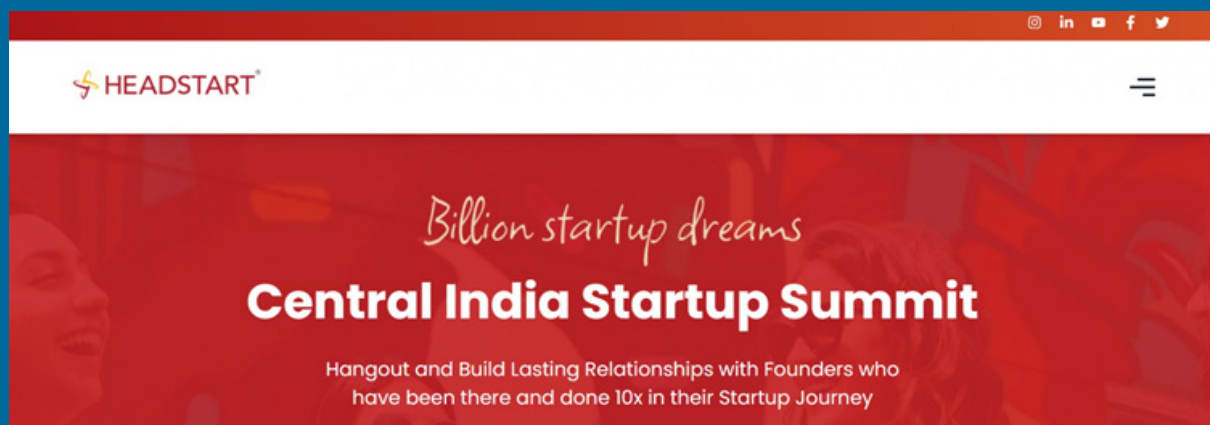 HEADSTART®
Billion startup dreams
Central India Startup Summit
Hangout and Build Lasting Relationships with Founders who
have been there and done 10x in their Startup Journey